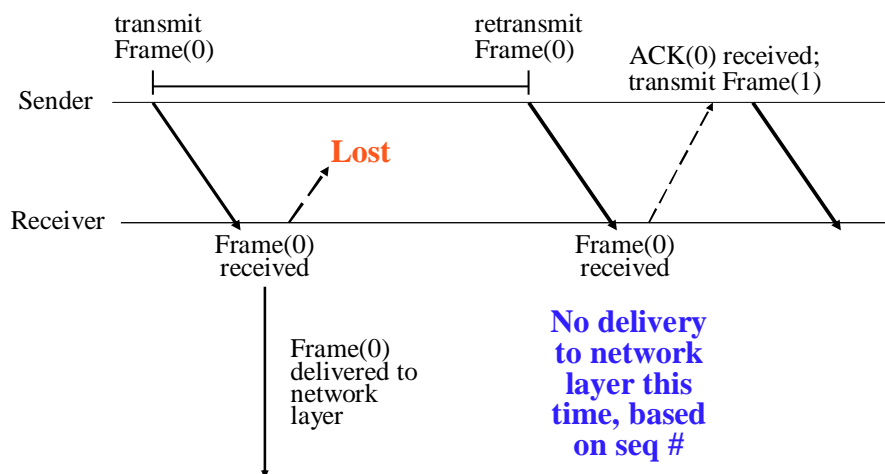 transmit
Frame(0)
retransmit
Frame(0)
ACK(0) received;
transmit Frame(1)
Sender
Lost
Receiver
Frame(0)
received
Frame(0)
received
Frame(0)
delivered to
network
layer
No delivery
to network
layer this
time, based
on seq #